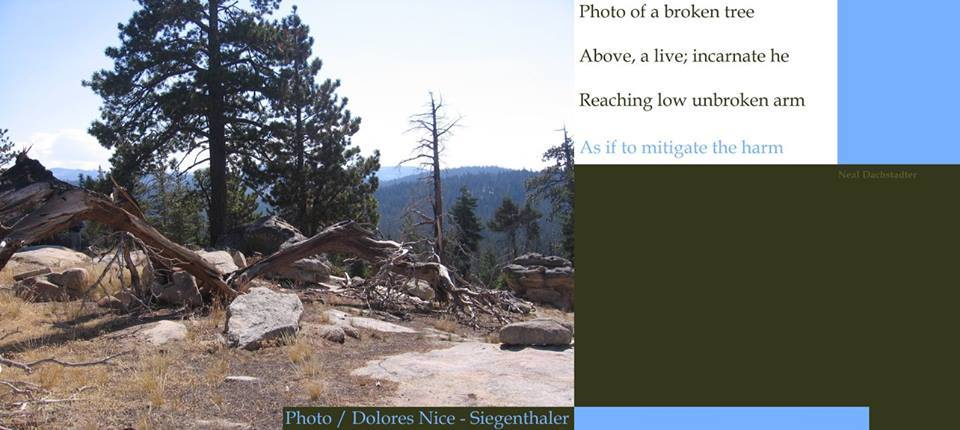 Photo of a broken tree
Above, a live; incarnate he
Reaching low unbroken arm
As if to mitigate the harm
Neal Dachstadter
Photo / Dolores Nice - Siegenthaler